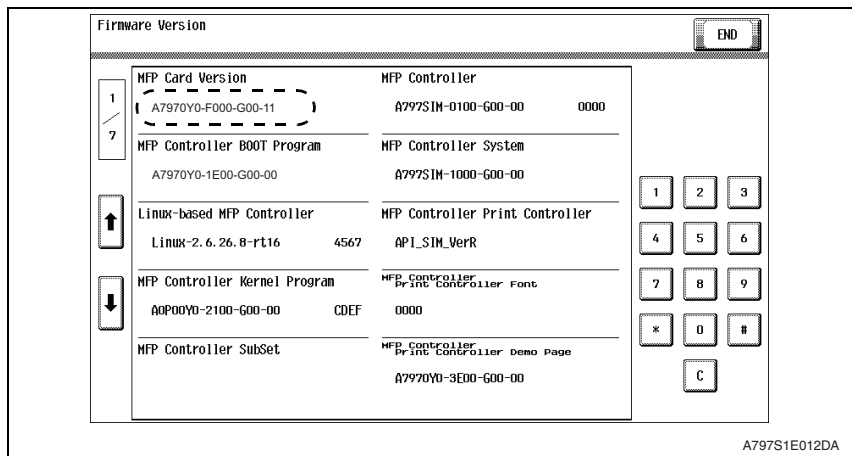 Firmware Version
END
1
/
7
MFP Card Version
A7970Y0-F000-G00-11
MFP Controller BOOT Program
A7970Y0-1E00-G00-00
Linux-based MFP Controller
Linux-2.6.26.8-rt16 4567
MFP Controller Kernel Program
A0P00Y0-2100-G00-00 CDEF
MFP Controller SubSet
MFP Controller
A797SIM-0100-G00-00 0000
MFP Controller System
A797SIM-1000-G00-00
MFP Controller Print Controller
API_SIM_VerR
MFP Controller
Print Controller Font
0000
MFP Controller
Print Controller Demo Page
A7970Y0-3E00-G00-00
1 2 3
4 5 6
7 8 9
* 0 #
C
A797S1E012DA